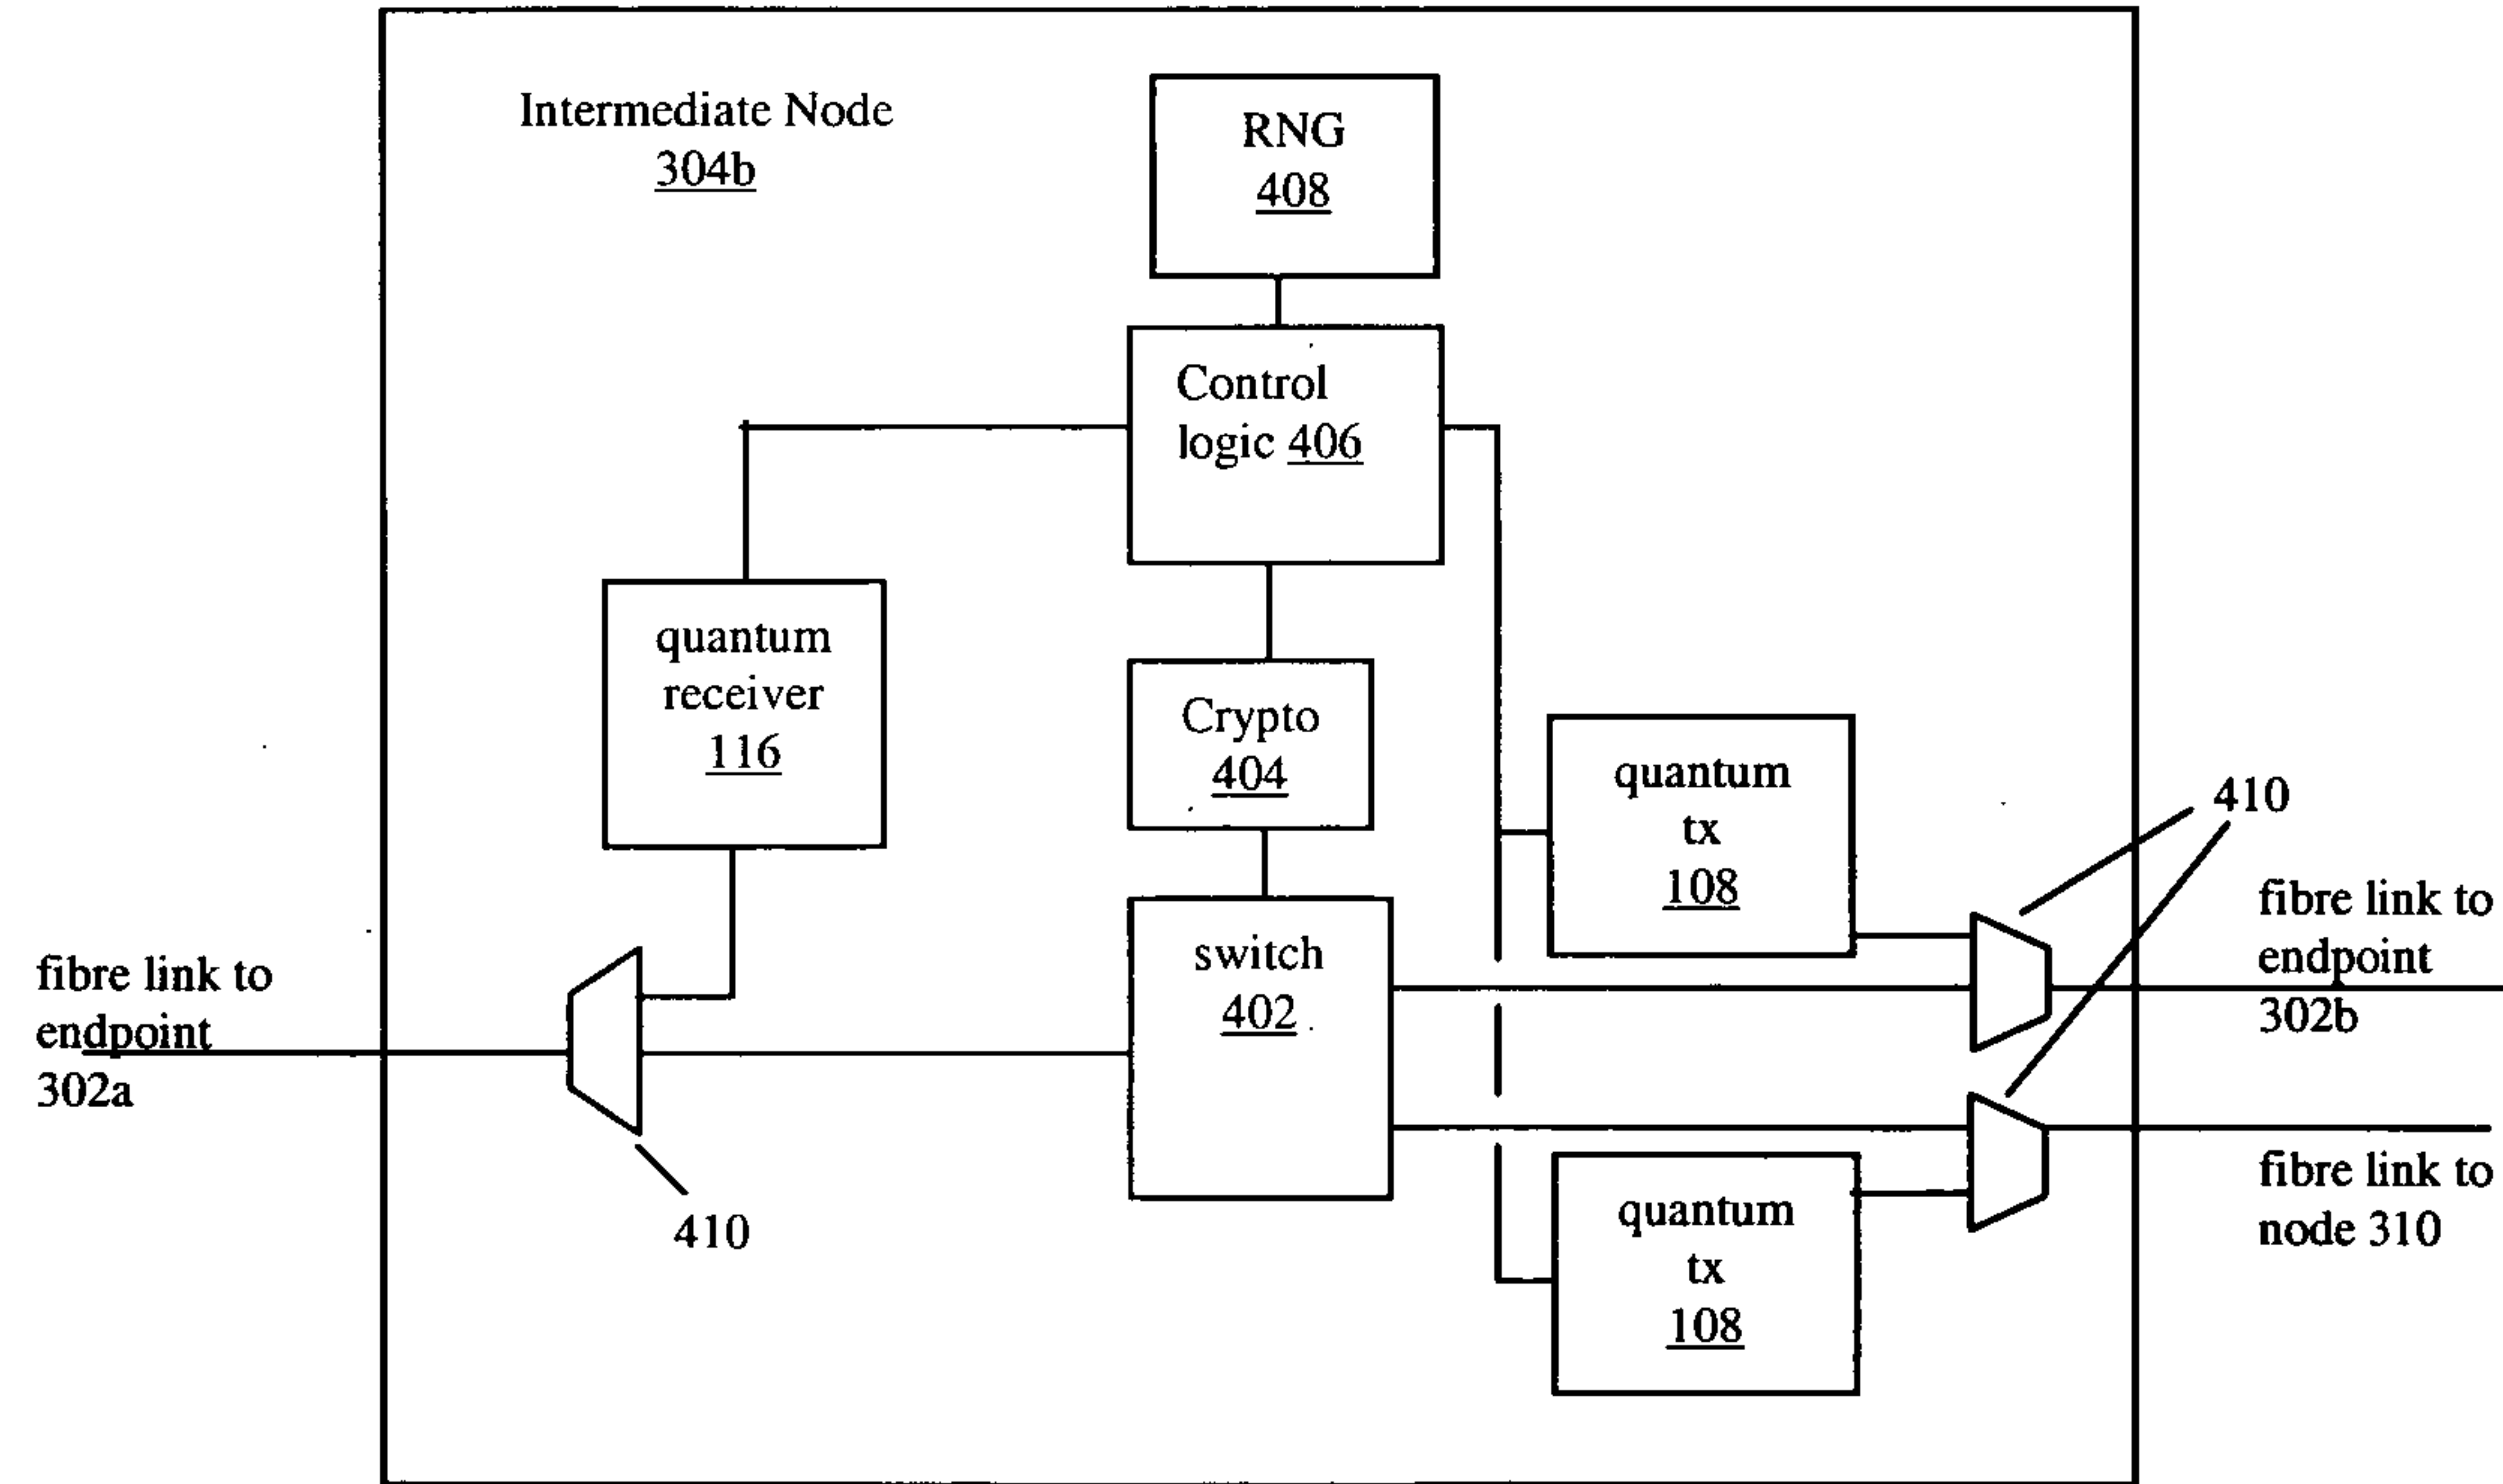 Intermediate Node
304b
RNG
408
Control
logic 406
quantum
receiver
116
Crypto
404
quantum
tx
108
410
switch
402
fibre link to
endpoint
302a
fibre link to
endpoint
302b
410
quantum
tx
108
fibre link to
node 310